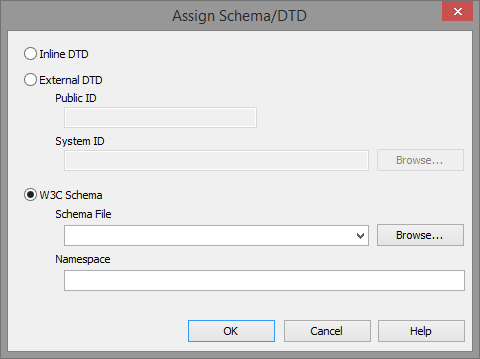 Assign Schema/DTD
Inline DTD
External DTD
Public ID
System ID
Browse...
W3C Schema
Schema File
Browse...
Namespace
OK
Cancel
Help